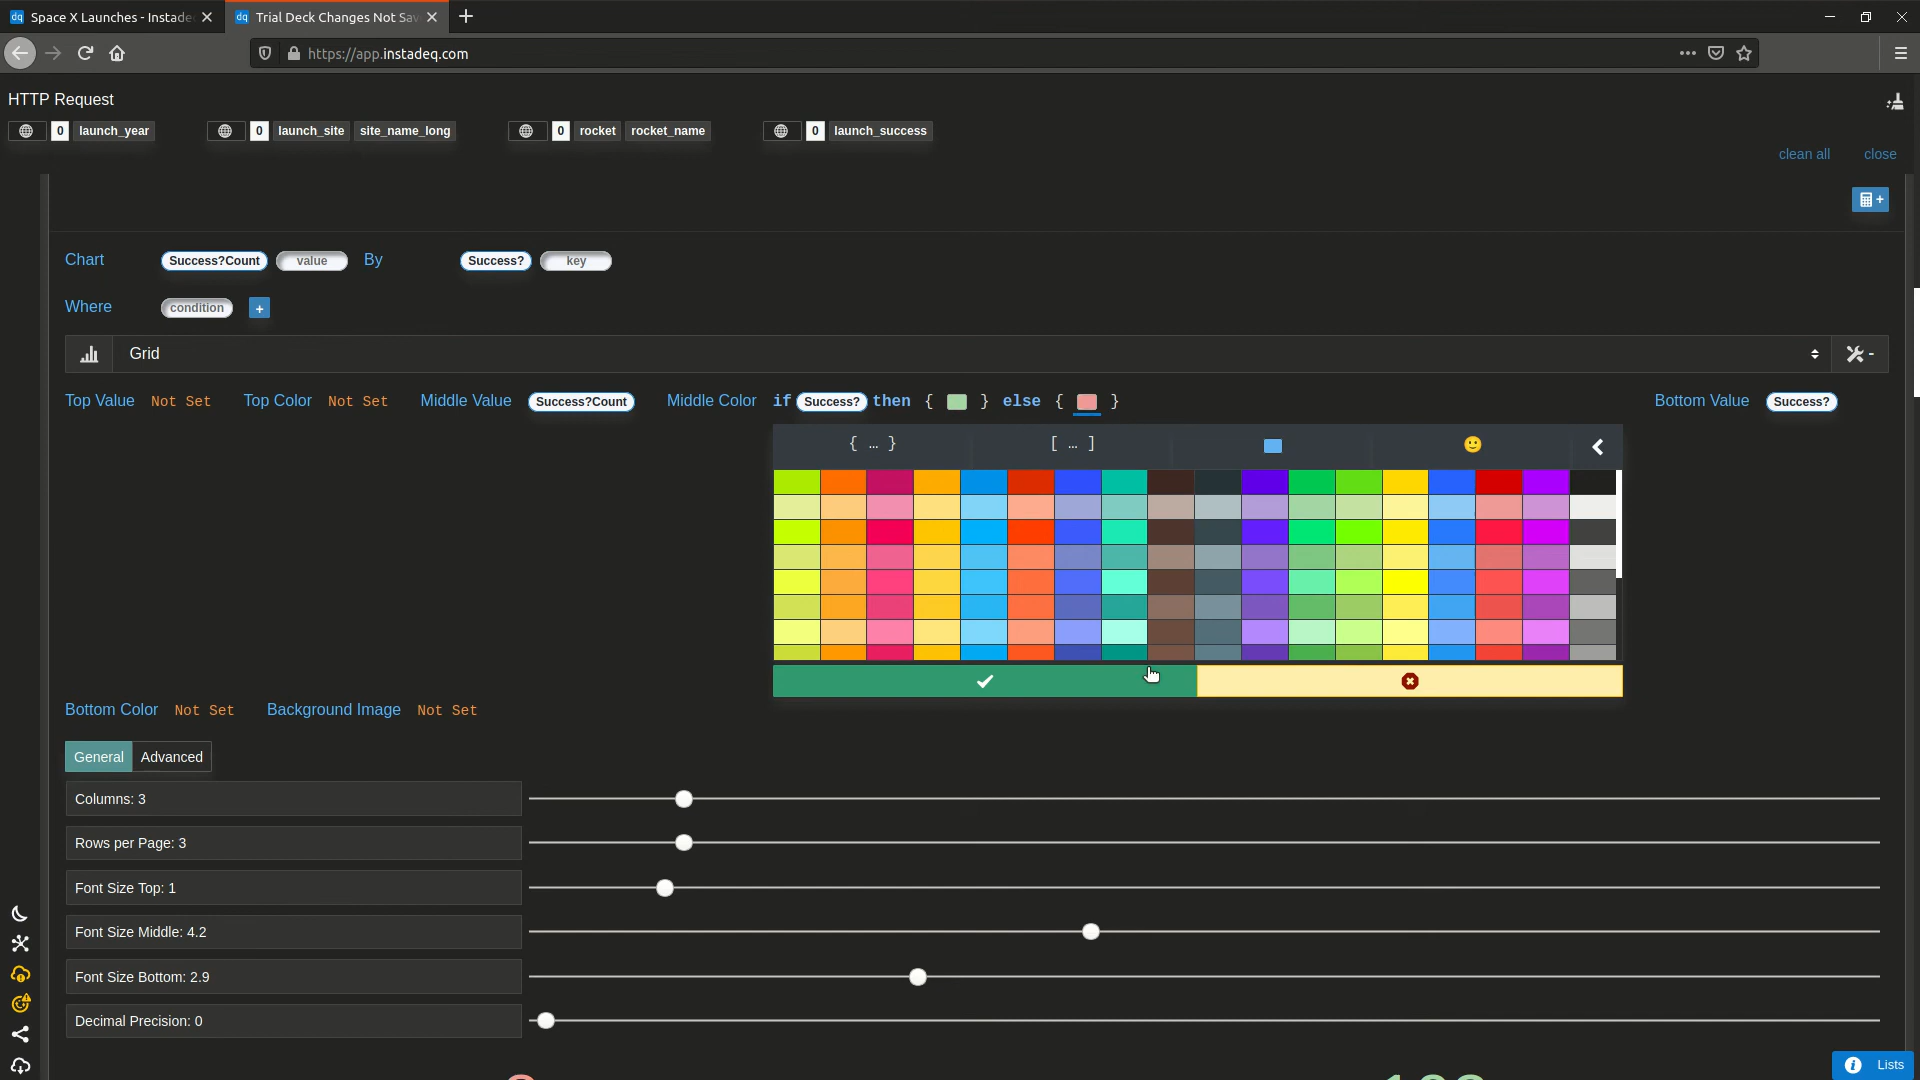 Space X Launches - Instade
Trial Deck Changes Not Sav
https://app.instadeq.com
HTTP Request
0 launch_year
0 launch_site site_name_long
0 rocket rocket_name
0 launch_success
clean all close
+
Chart Success?Count value By Success? key
Where condition +
Grid
Top Value Not Set Top Color Not Set Middle Value Success?Count Middle Color if Success? then { } else { } Bottom Value Success?
{ … } [ … ]
Bottom Color Not Set Background Image Not Set
General Advanced
Columns: 3
Rows per Page: 3
Font Size Top: 1
Font Size Middle: 4.2
Font Size Bottom: 2.9
Decimal Precision: 0
Lists